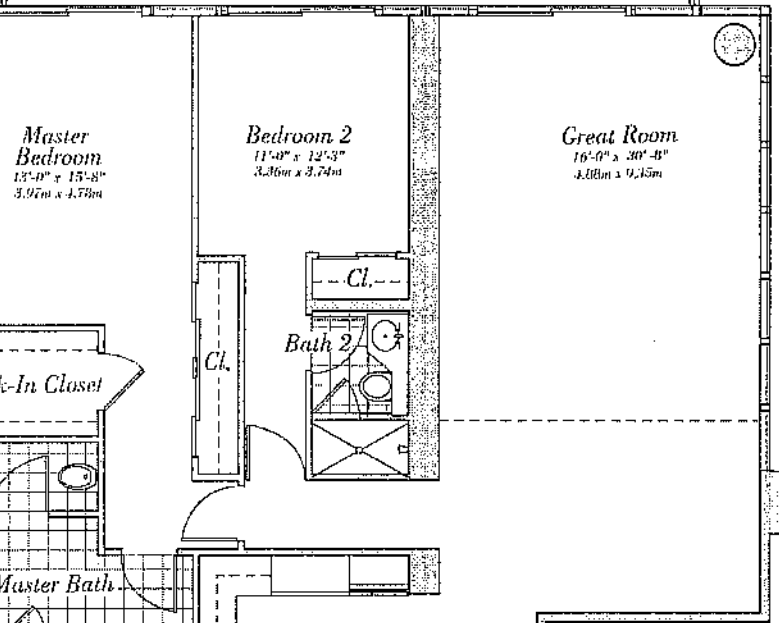 Master
Bedroom
13'-0" x 15'-8"
3.97m x 4.78m
Bedroom 2
11'-0" x 12'-3"
3.36m x 3.74m
Great Room
16'-0" x 30'-8"
4.88m x 9.35m
Cl.
Bath 2
Cl.
k-In Closet
Master Bath